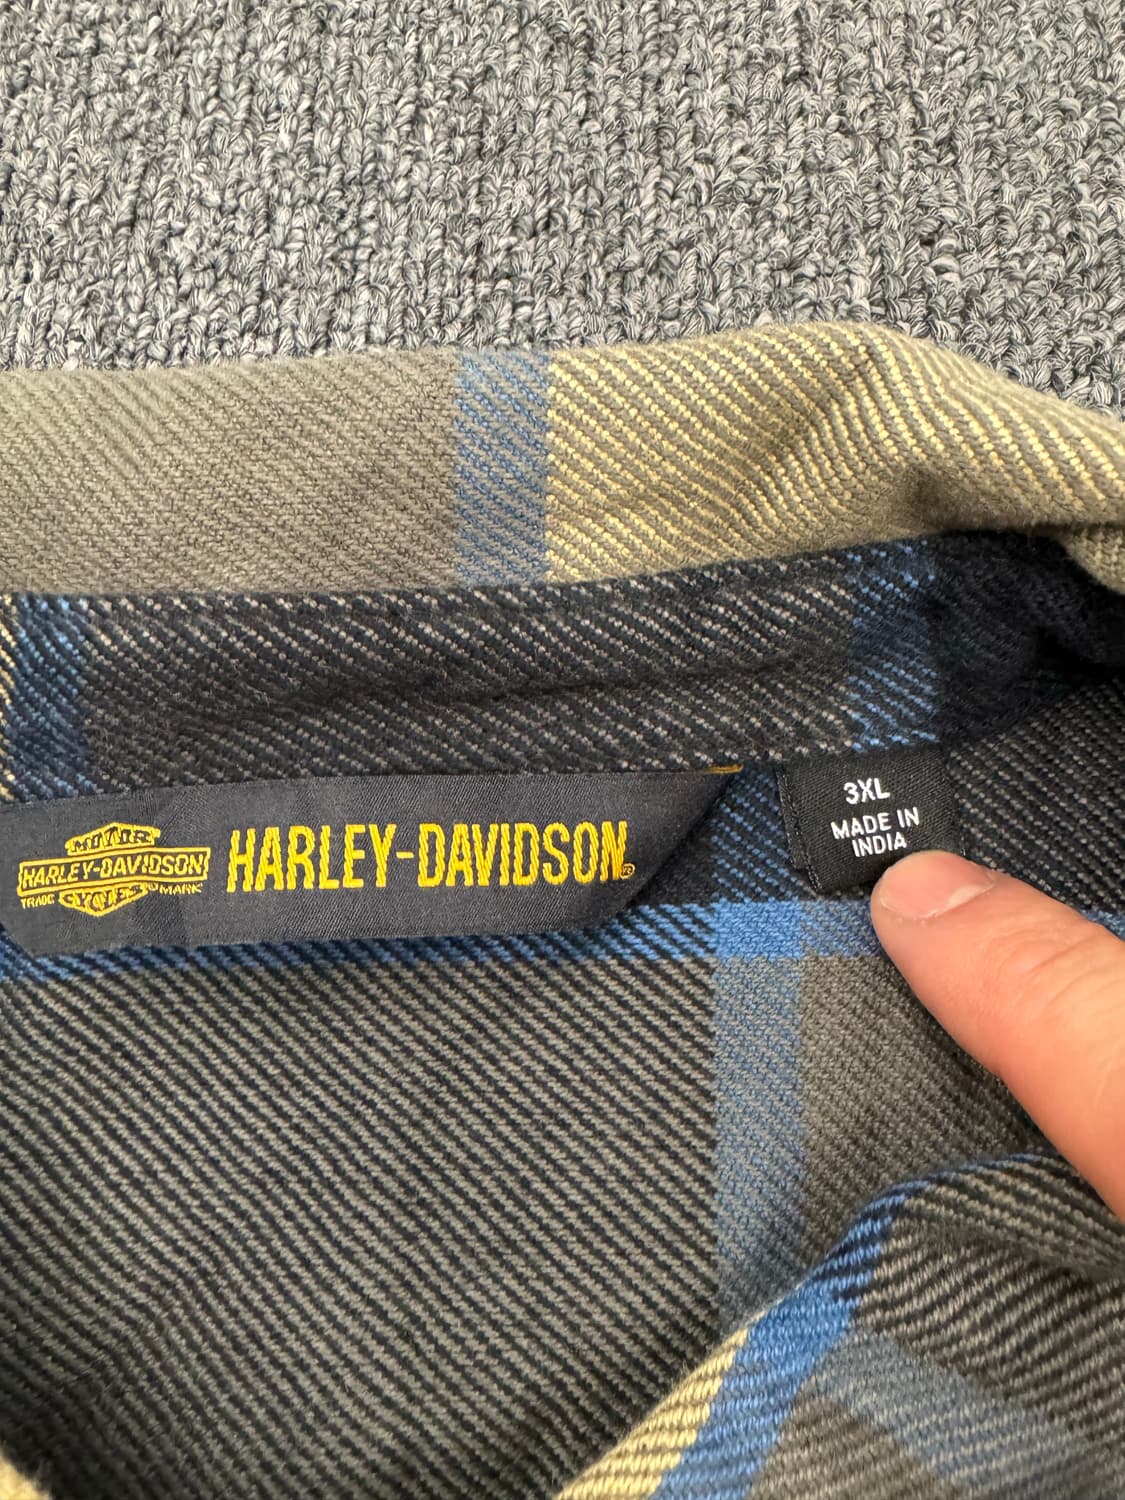 MOTOR
HARLEY-DAVIDSON
TRADE CYCLES MARK
HARLEY-DAVIDSON
3XL
MADE IN
INDIA